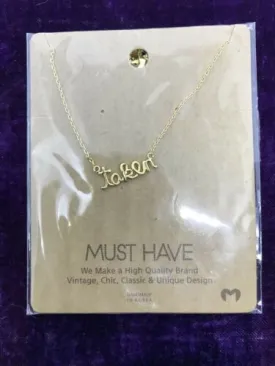 taken
MUST HAVE
We Make a High Quality Brand
Vintage, Chic, Classic & Unique Design